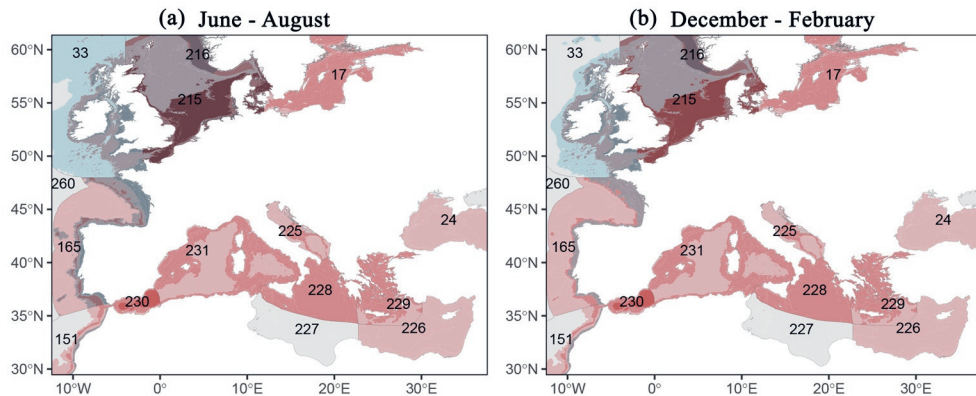 (a) June - August
60°N
55°N
50°N
45°N
40°N
35°N
30°N
33
216
17
215
260
165
24
225
231
228
230
229
227
226
151
10°W
0°
10°E
20°E
30°E
(b) December - February
60°N
55°N
50°N
45°N
40°N
35°N
30°N
33
216
17
215
260
165
24
225
231
228
230
229
227
226
151
10°W
0°
10°E
20°E
30°E